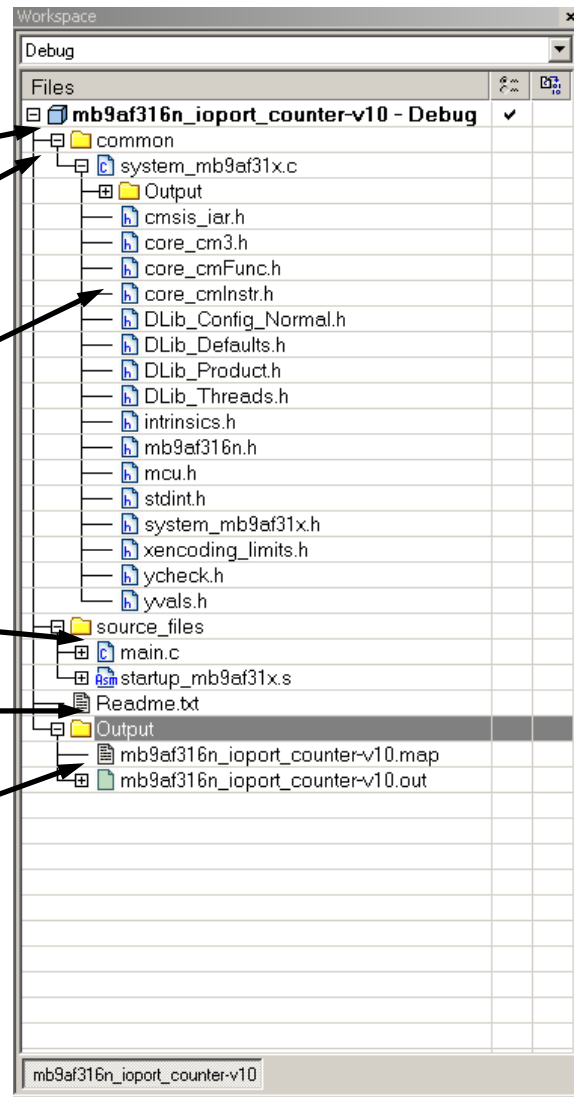 Workspace
Debug
Files
mb9af316n_ioport_counter-v10 - Debug
common
system_mb9af31x.c
Output
cmsis_iar.h
core_cm3.h
core_cmFunc.h
core_cmInstr.h
DLib_Config_Normal.h
DLib_Defaults.h
DLib_Product.h
DLib_Threads.h
intrinsics.h
mb9af316n.h
mcu.h
stdint.h
system_mb9af31x.h
xencoding_limits.h
ycheck.h
yvals.h
source_files
main.c
startup_mb9af31x.s
Readme.txt
Output
mb9af316n_ioport_counter-v10.map
mb9af316n_ioport_counter-v10.out
mb9af316n_ioport_counter-v10